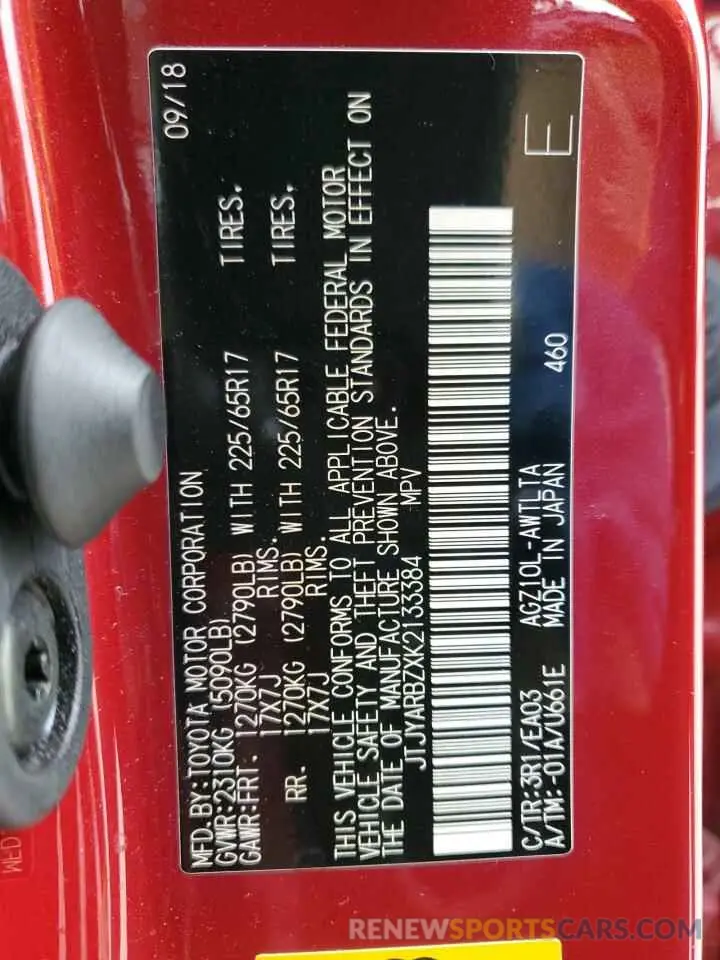 MFD.BY:TOYOTA MOTOR CORPORATION 09/18
GVWR:2310KG (5090LB)
GAWR:FRT. 1270KG (2790LB) WITH 225/65R17 TIRES.
17X7J RIMS.
RR. 1270KG (2790LB) WITH 225/65R17 TIRES.
17X7J RIMS.
THIS VEHICLE CONFORMS TO ALL APPLICABLE FEDERAL MOTOR
VEHICLE SAFETY AND THEFT PREVENTION STANDARDS IN EFFECT ON
THE DATE OF MANUFACTURE SHOWN ABOVE.
JTJYARBZXK2133384 MPV
C/TR:3R1/EA03 AGZ10L-AWTLTA 460 E
A/TM:-01A/U661E MADE IN JAPAN
RENEWSPORTSCARS.COM